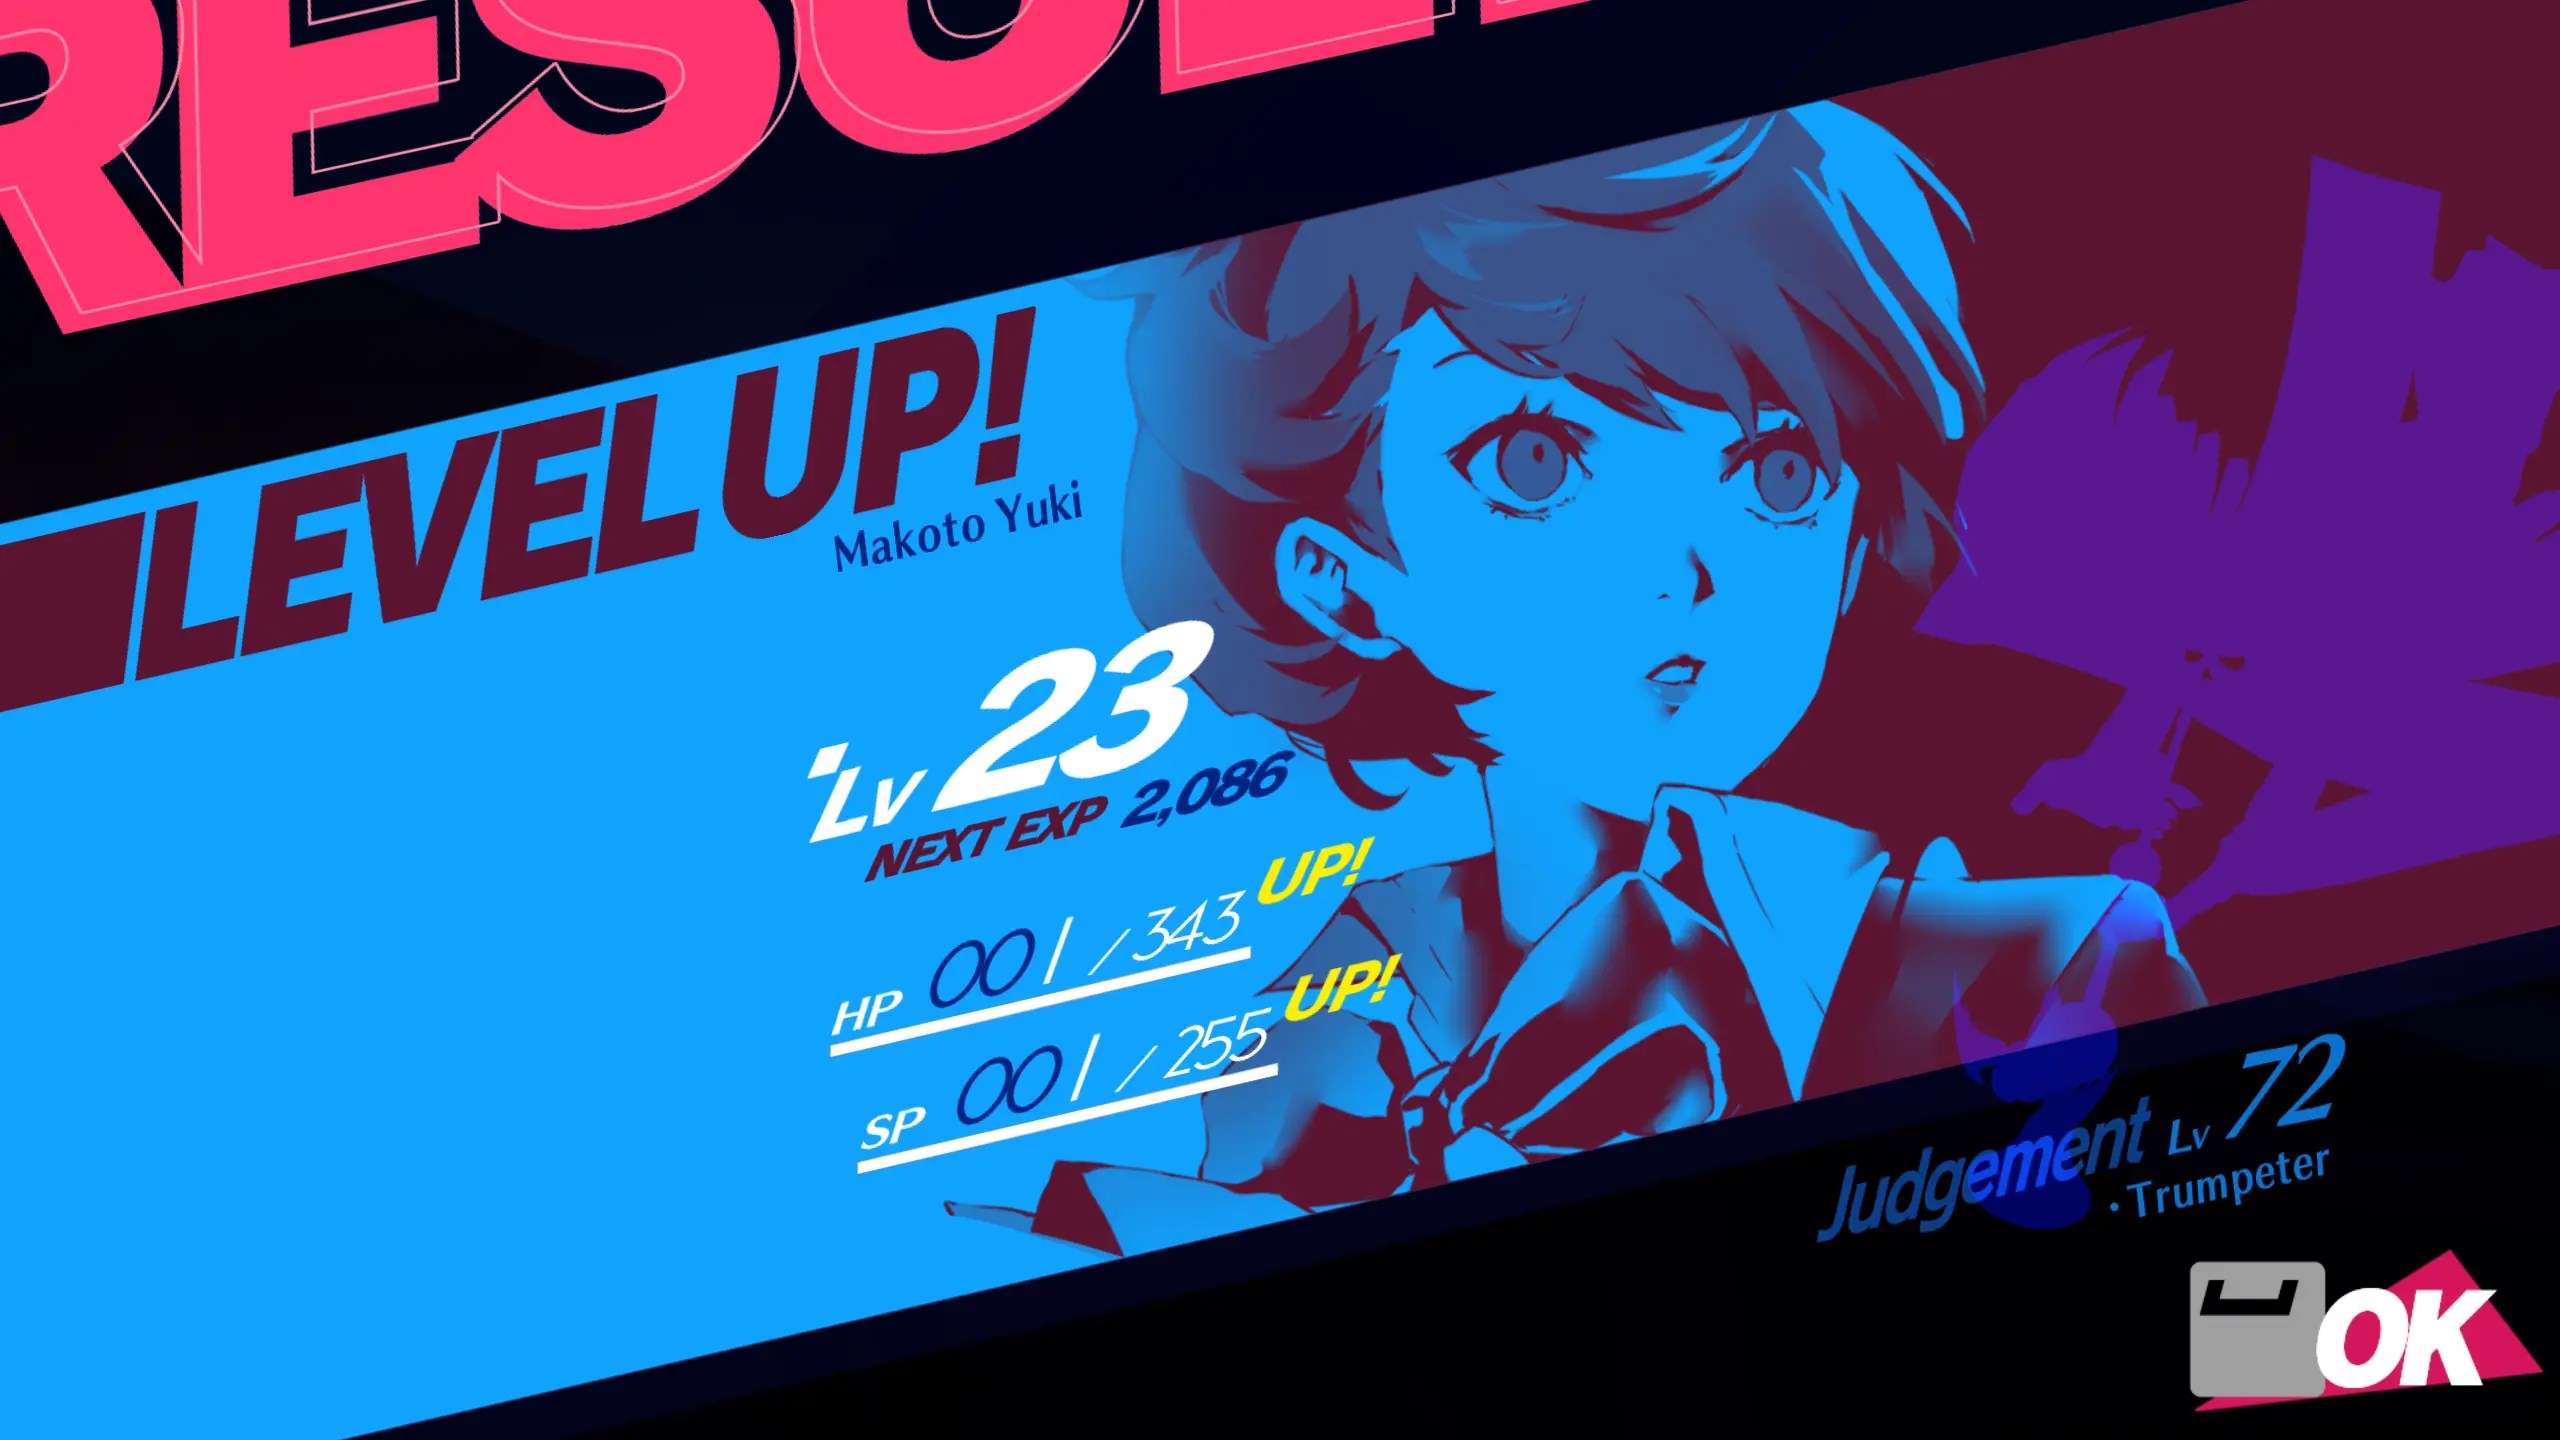 RESUL
LEVEL UP!
Makoto Yuki
Lv 23
NEXT EXP 2,086
HP 001 / 343 UP!
SP 001 / 255 UP!
Judgement Lv 72
・Trumpeter
OK